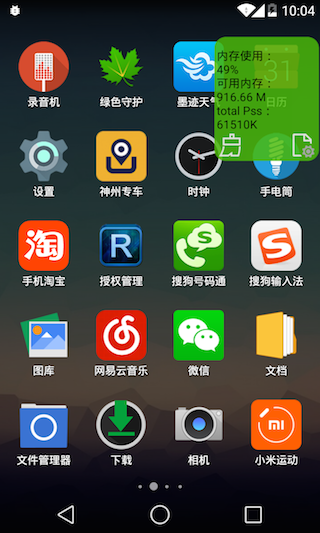 10:04
内存使用：
49%
可用内存：
916.66 M
total Pss：
61510K
31
录音机
绿色守护
墨迹天气
日历
设置
神州专车
时钟
手电筒
淘
R
S
S
手机淘宝
授权管理
搜狗号码通
搜狗输入法
图库
网易云音乐
微信
文档
mi
文件管理器
下载
相机
小米运动